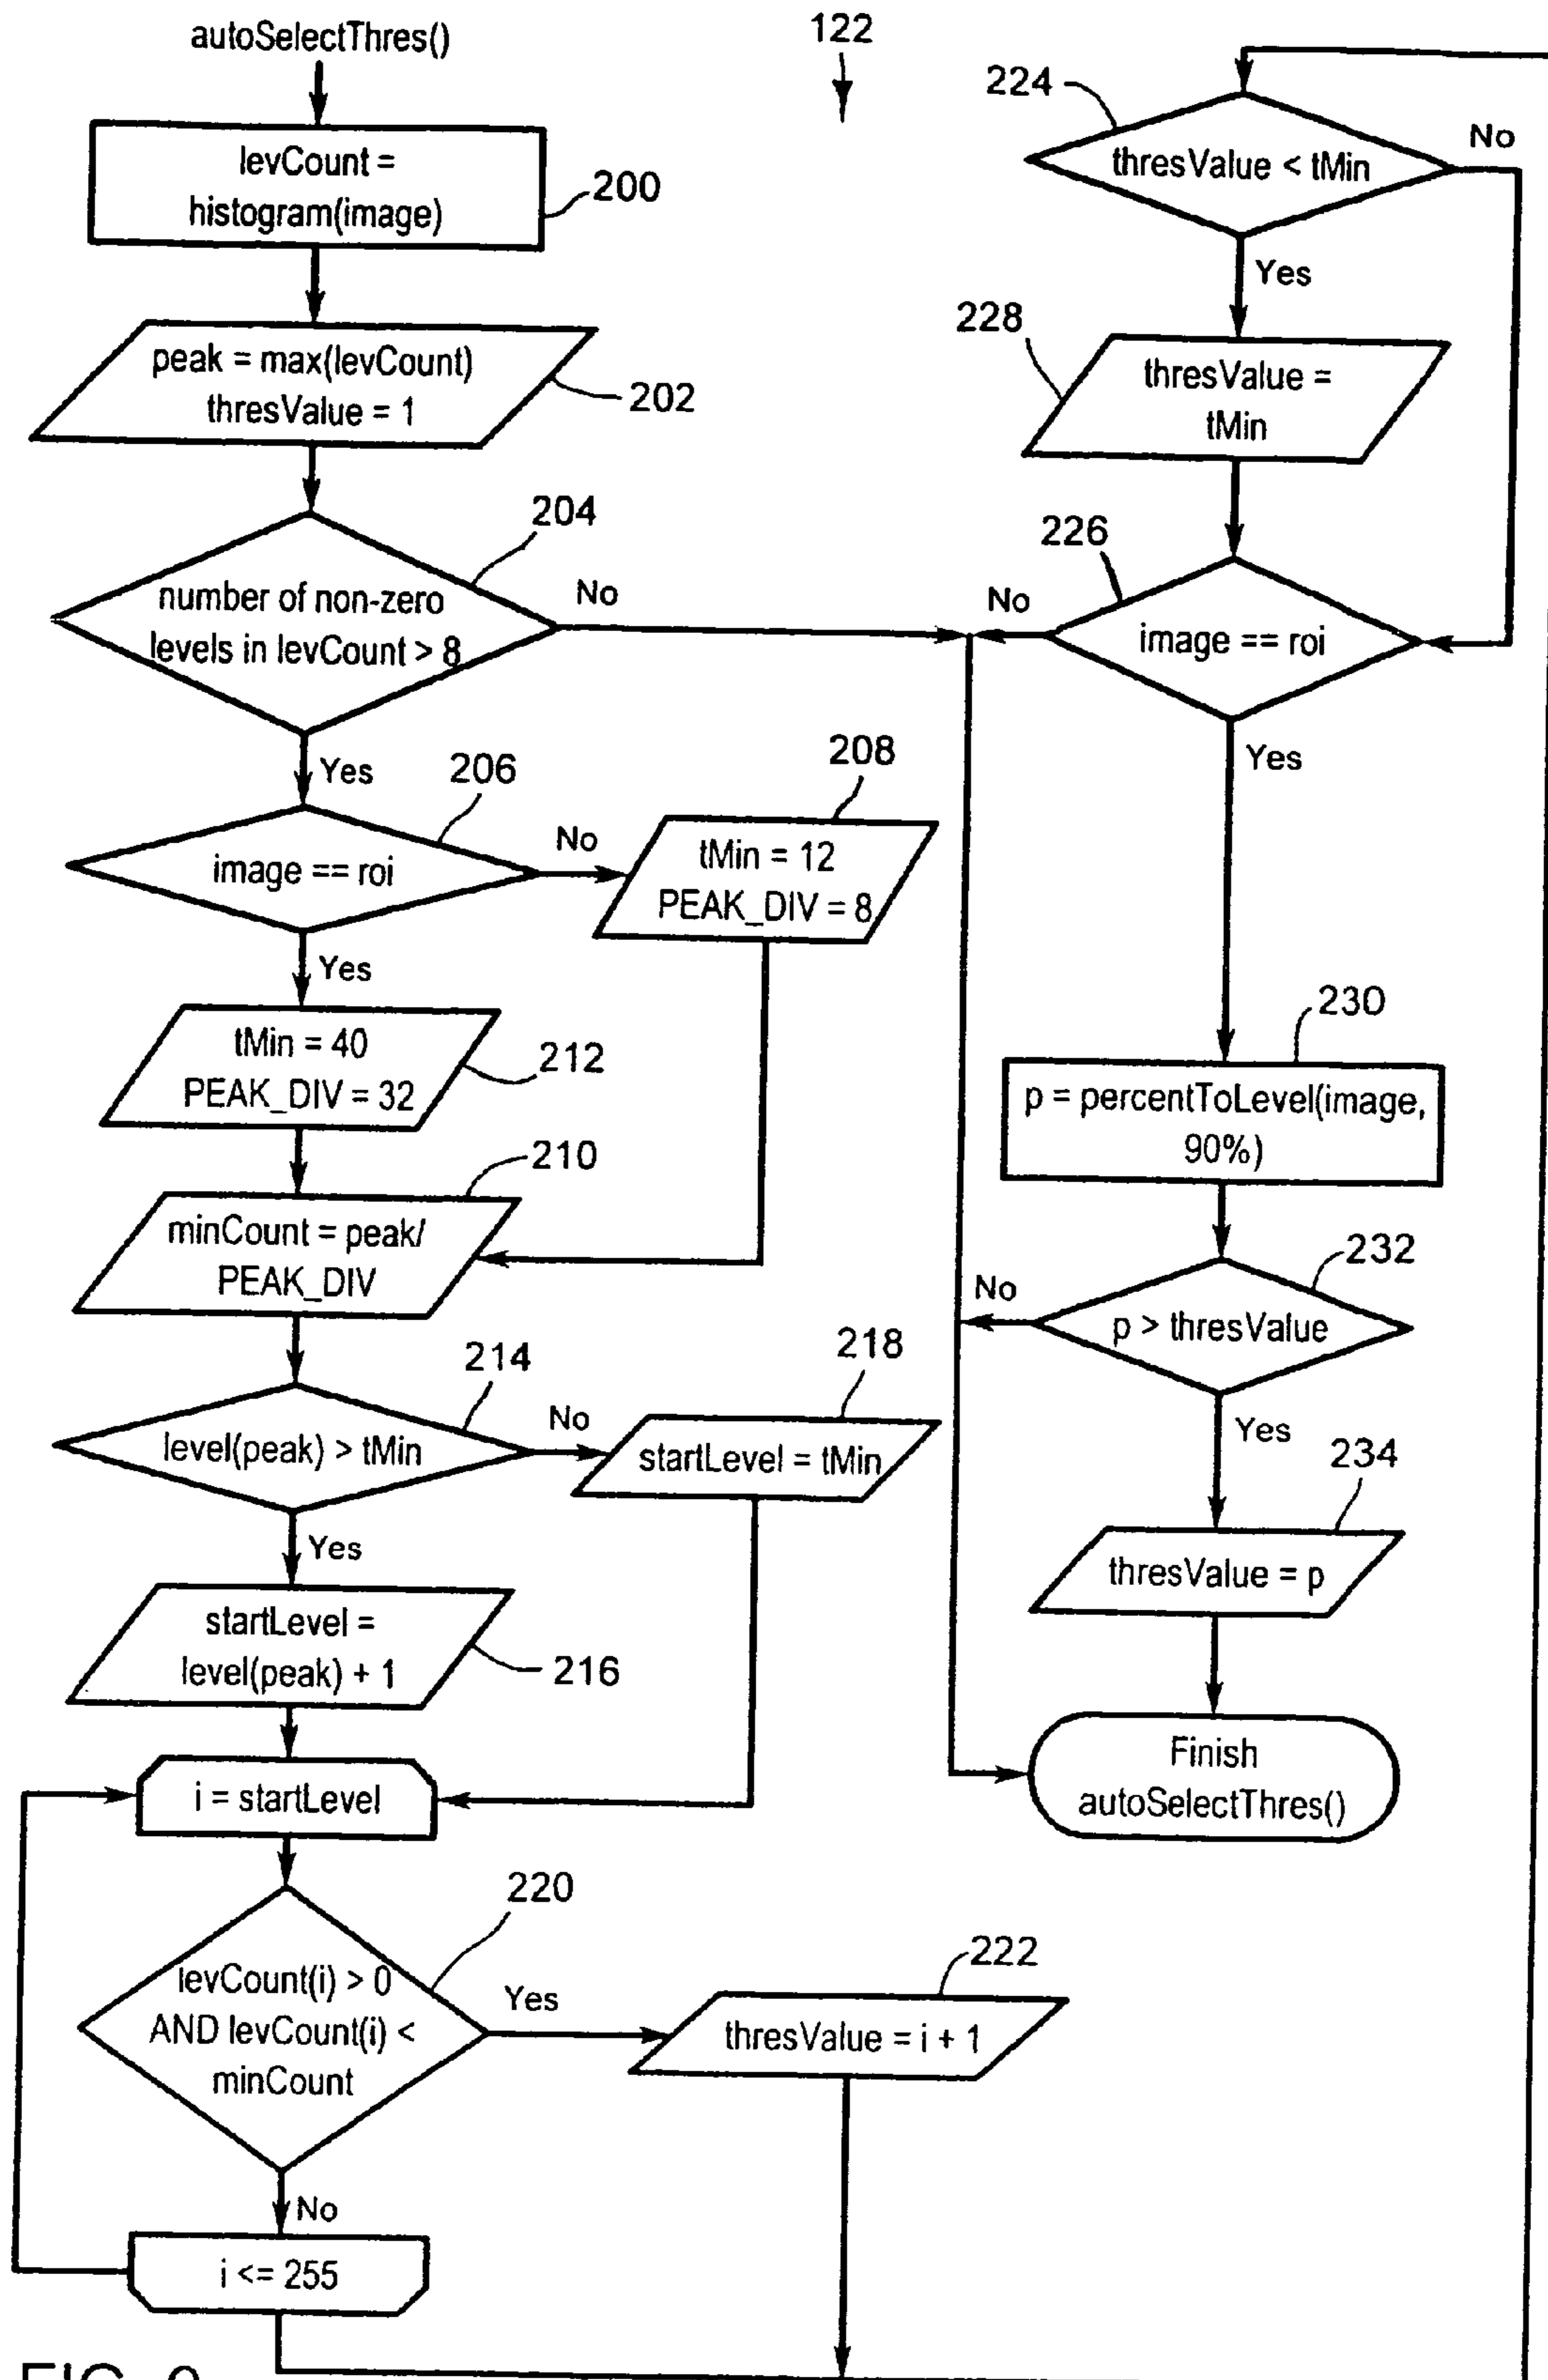 autoSelectThres()
122
levCount =
histogram(image)
200
peak = max(levCount)
thresValue = 1
202
204
number of non-zero
levels in levCount > 8
No
Yes
206
image == roi
No
208
tMin = 12
PEAK_DIV = 8
Yes
tMin = 40
PEAK_DIV = 32
212
210
minCount = peak/
PEAK_DIV
214
level(peak) > tMin
No
218
startLevel = tMin
Yes
startLevel =
level(peak) + 1
216
i = startLevel
220
levCount(i) > 0
AND levCount(i) <
minCount
Yes
222
thresValue = i + 1
No
i <= 255
224
thresValue < tMin
No
Yes
228
thresValue =
tMin
226
image == roi
No
Yes
230
p = percentToLevel(image,
90%)
232
p > thresValue
No
Yes
234
thresValue = p
Finish
autoSelectThres()
FIG.